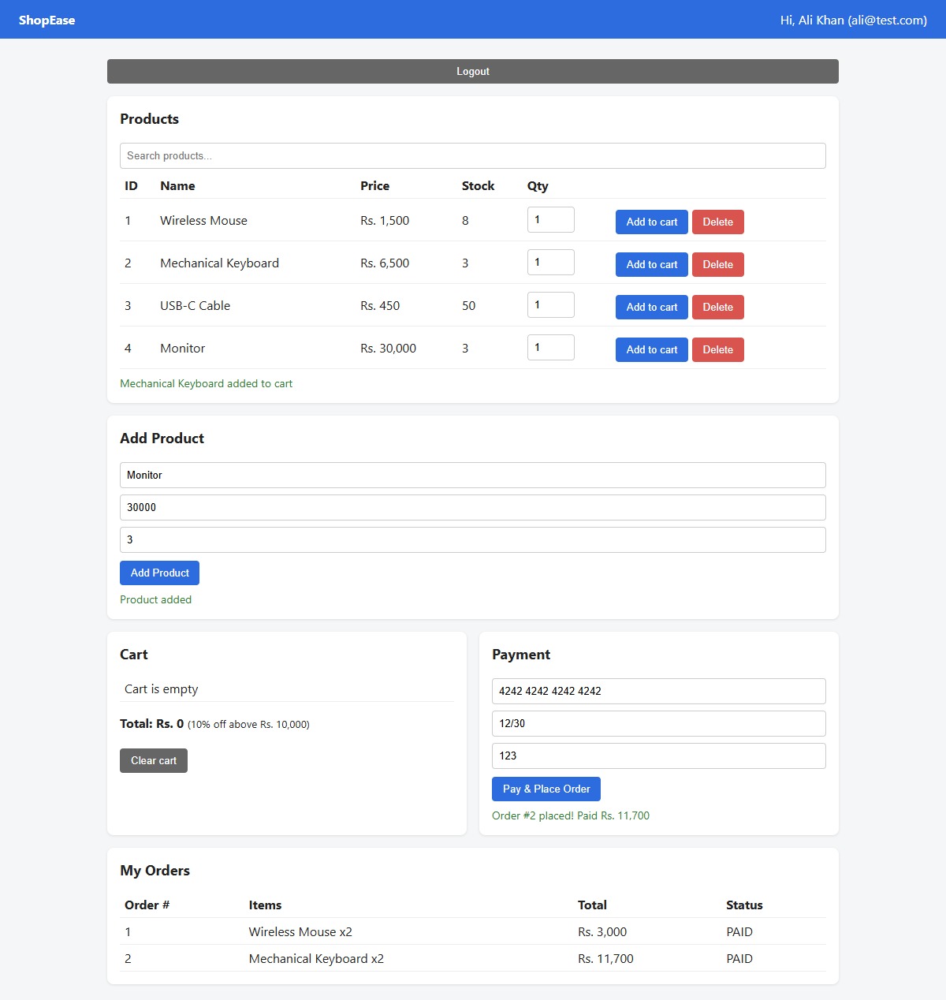 ShopEase
Hi, Ali Khan (ali@test.com)
Logout
Products
Search products...
ID Name Price Stock Qty
1 Wireless Mouse Rs. 1,500 8 1 Add to cart Delete
2 Mechanical Keyboard Rs. 6,500 3 1 Add to cart Delete
3 USB-C Cable Rs. 450 50 1 Add to cart Delete
4 Monitor Rs. 30,000 3 1 Add to cart Delete
Mechanical Keyboard added to cart
Add Product
Monitor
30000
3
Add Product
Product added
Cart
Cart is empty
Total: Rs. 0 (10% off above Rs. 10,000)
Clear cart
Payment
4242 4242 4242 4242
12/30
123
Pay & Place Order
Order #2 placed! Paid Rs. 11,700
My Orders
Order # Items Total Status
1 Wireless Mouse x2 Rs. 3,000 PAID
2 Mechanical Keyboard x2 Rs. 11,700 PAID